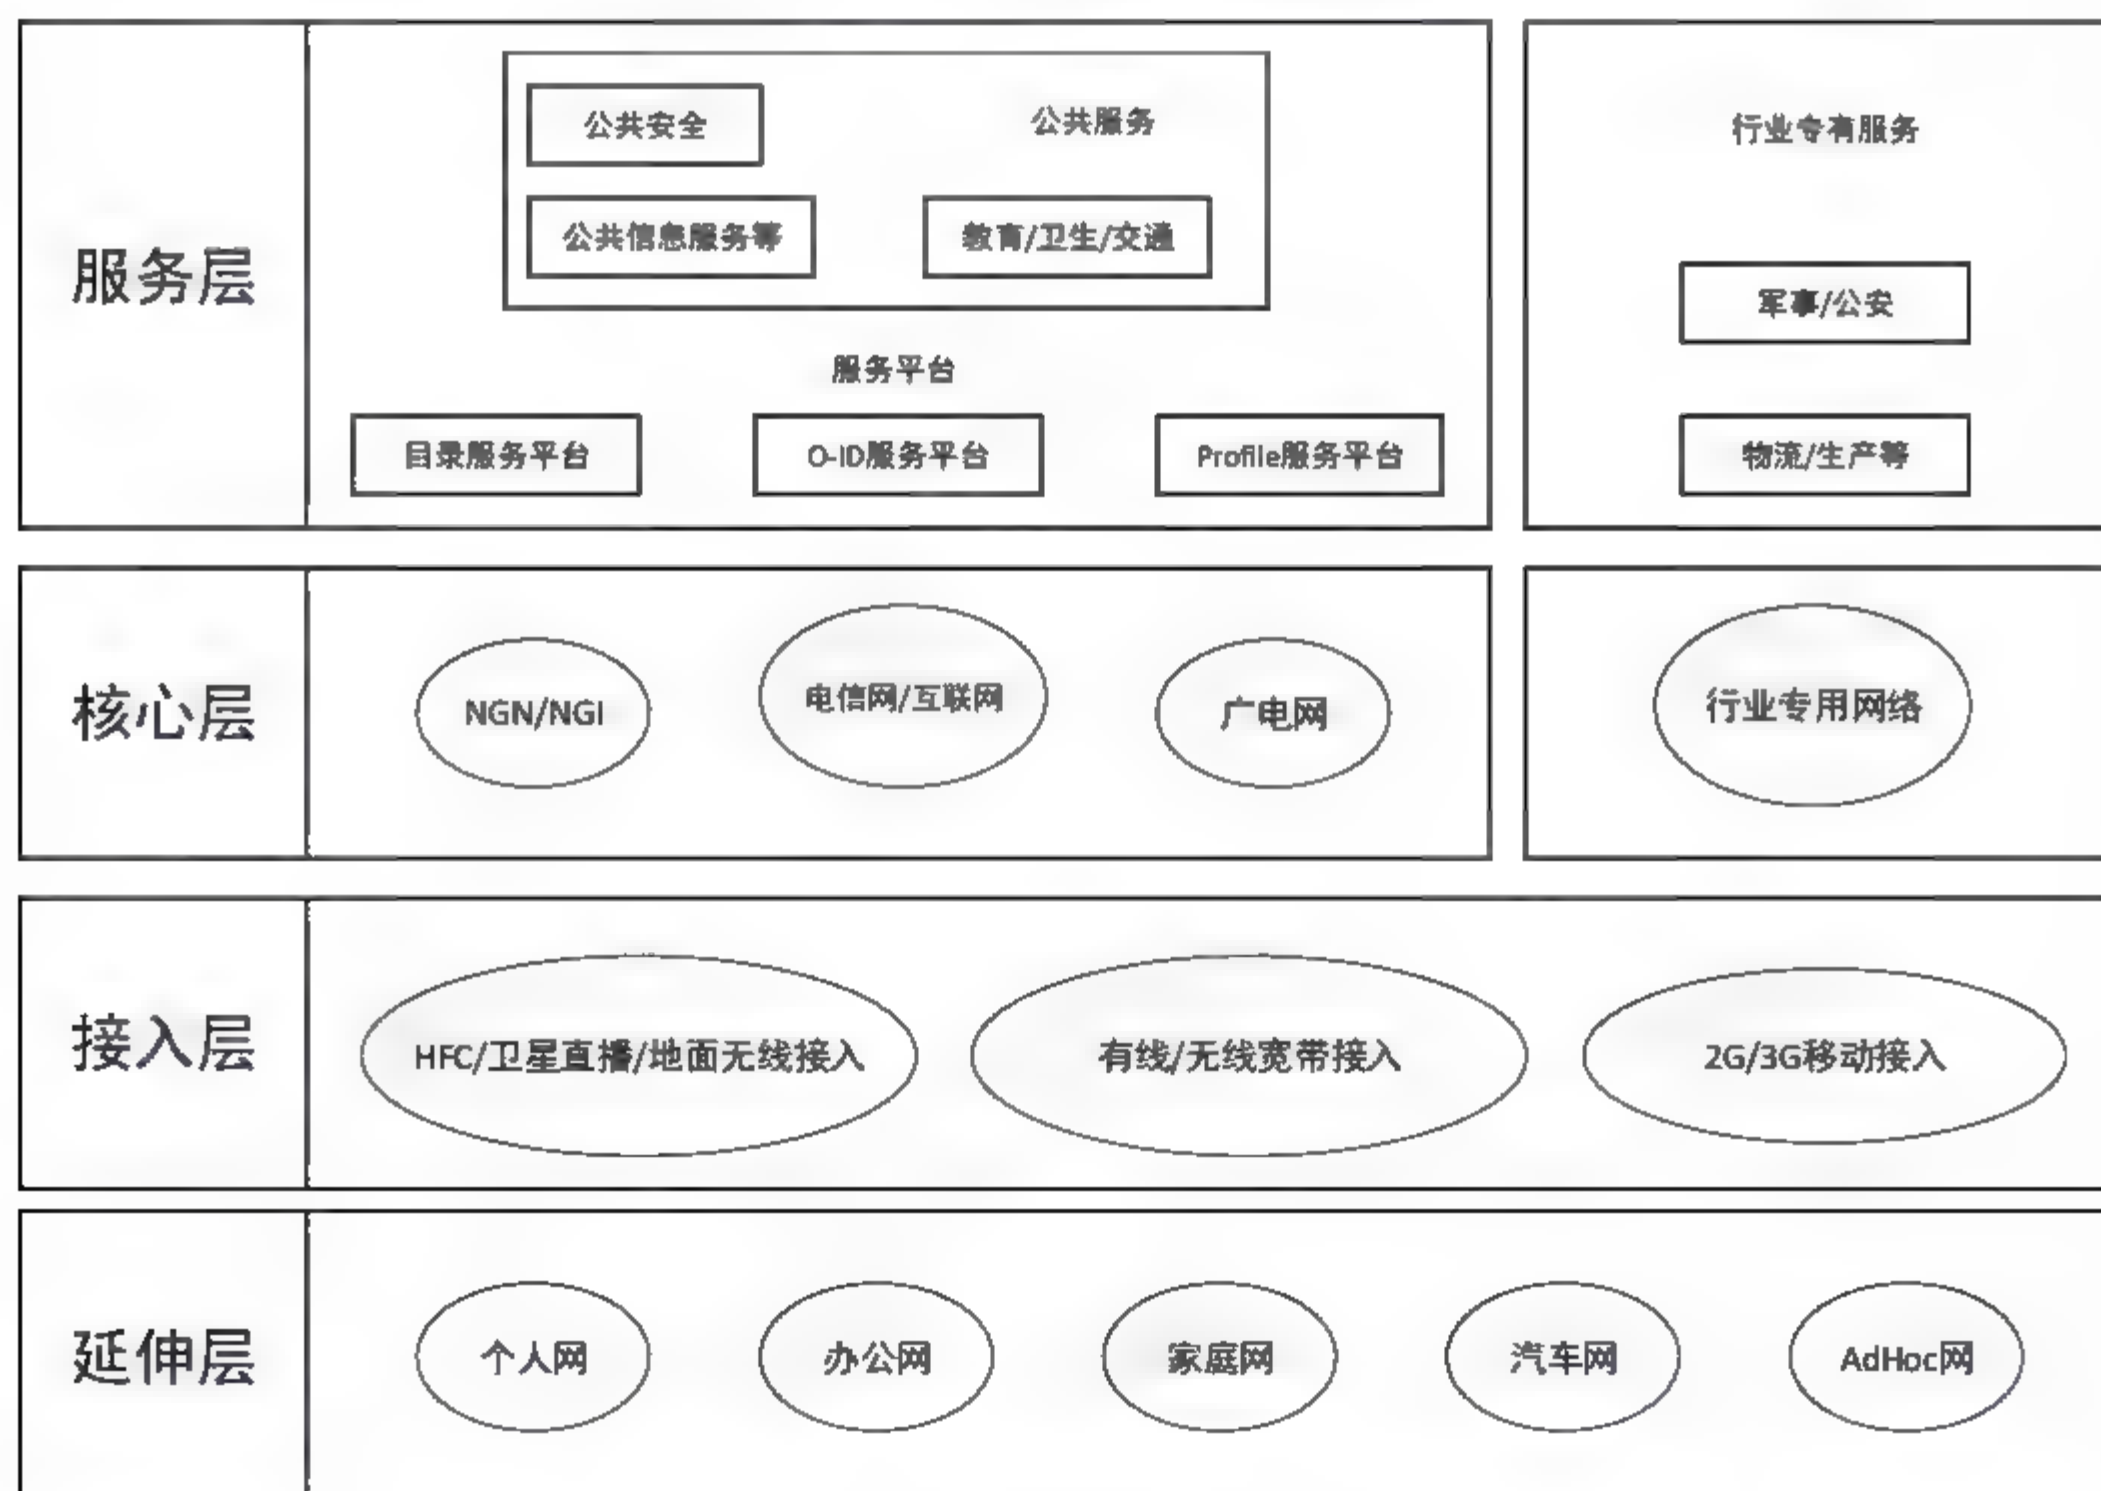 公共安全
公共服务
行业专有服务
公共信息服务等
教育/卫生/交通
服务层
军事/公安
服务平台
目录服务平台
O-ID服务平台
Profile服务平台
物流/生产等
核心层
NGN/NGI
电信网/互联网
广电网
行业专用网络
接入层
HFC/卫星直播/地面无线接入
有线/无线宽带接入
2G/3G移动接入
延伸层
个人网
办公网
家庭网
汽车网
AdHoc网